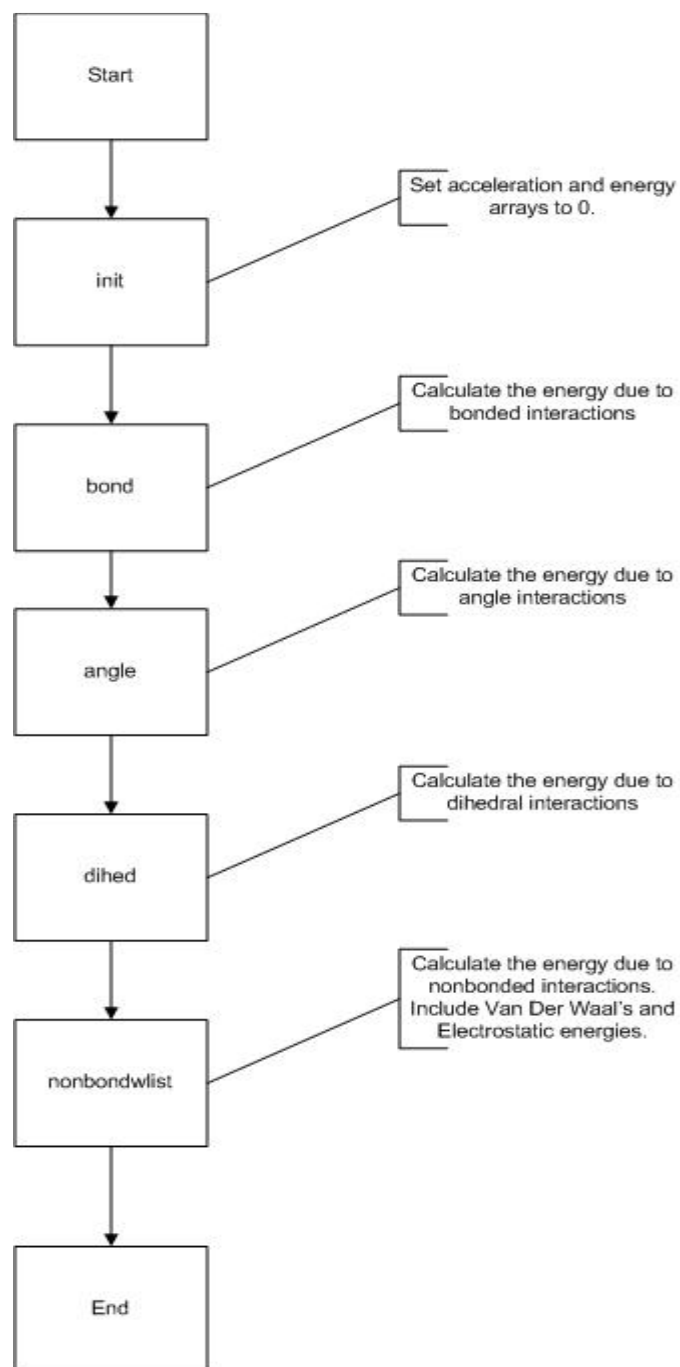 Start
Set acceleration and energy
arrays to 0.
init
Calculate the energy due to
bonded interactions
bond
Calculate the energy due to
angle interactions
angle
Calculate the energy due to
dihedral interactions
dihed
Calculate the energy due to
nonbonded interactions.
Include Van Der Waal's and
Electrostatic energies.
nonbondwlist
End